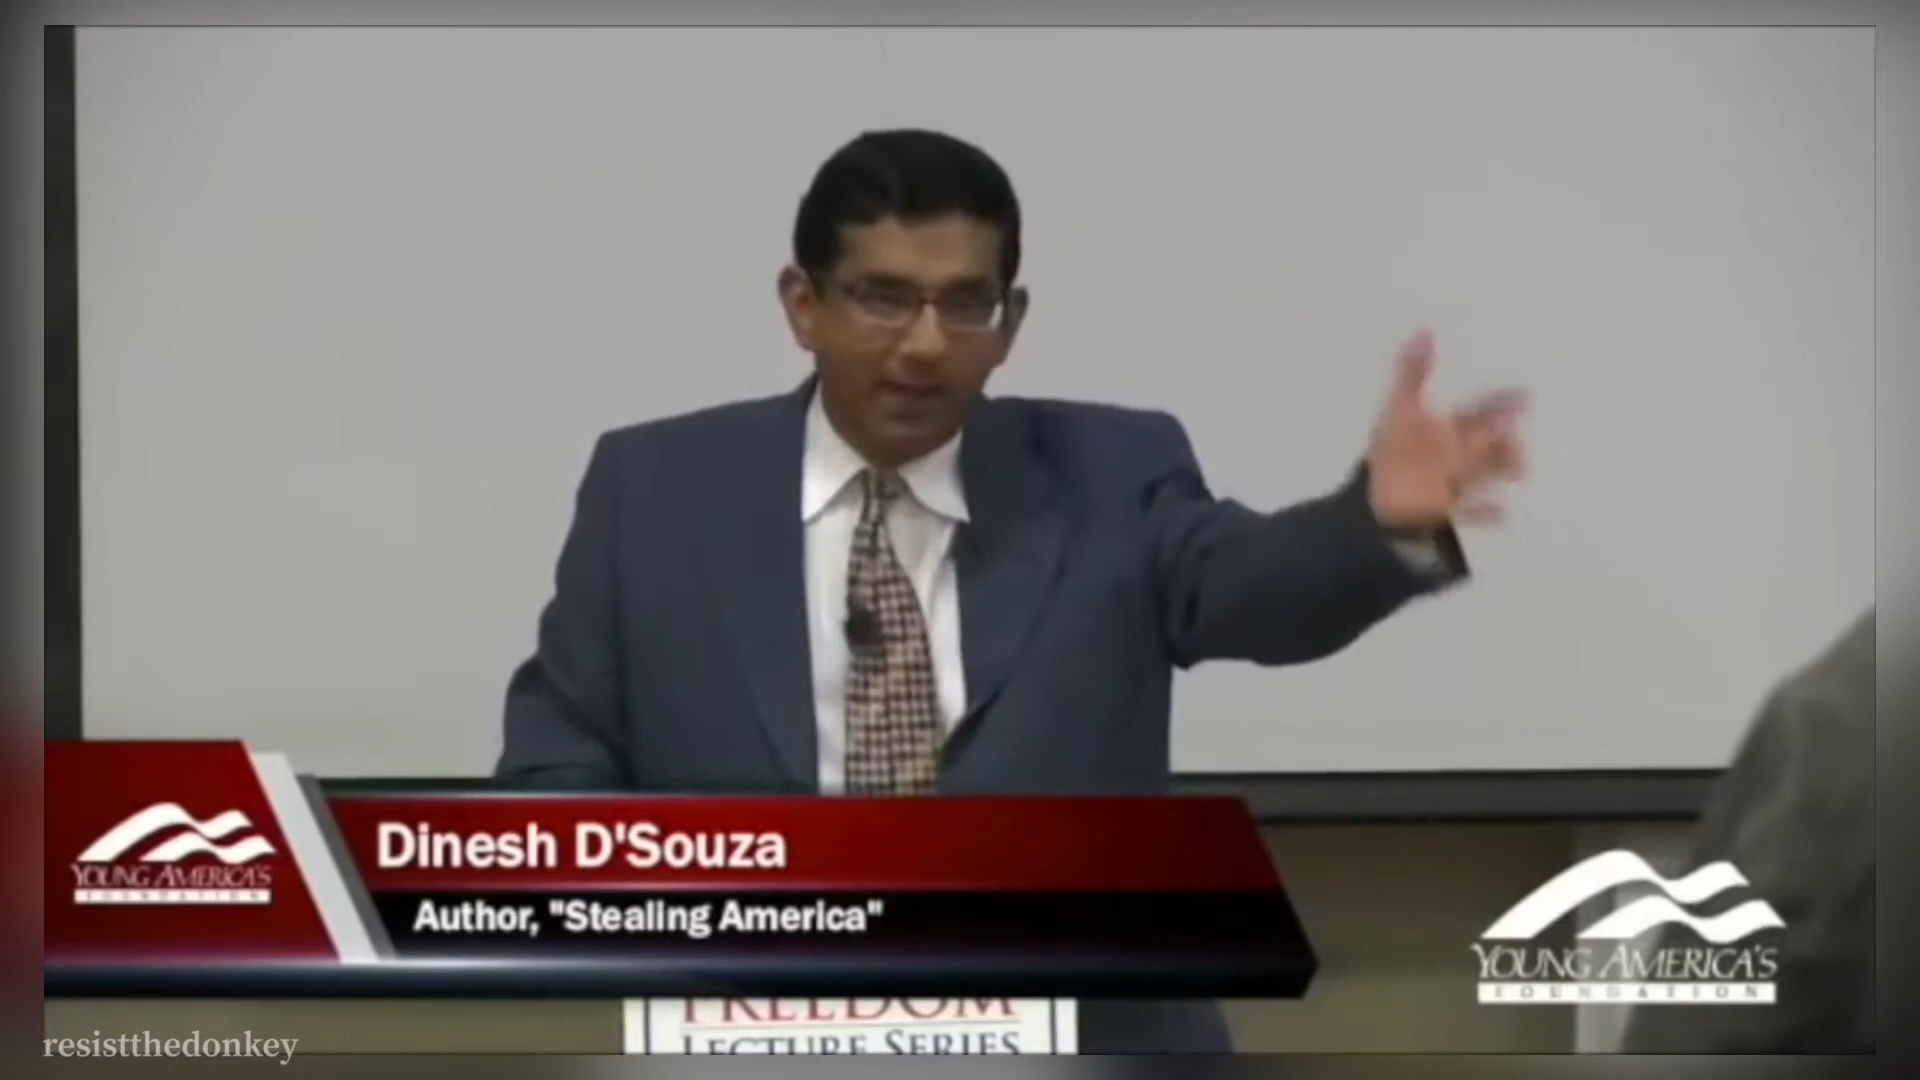 YOUNG AMERICA'S
FOUNDATION
Dinesh D'Souza
Author, "Stealing America"
YOUNG AMERICA'S
FOUNDATION
FREEDOM
LECTURE SERIES
resistthedonkey